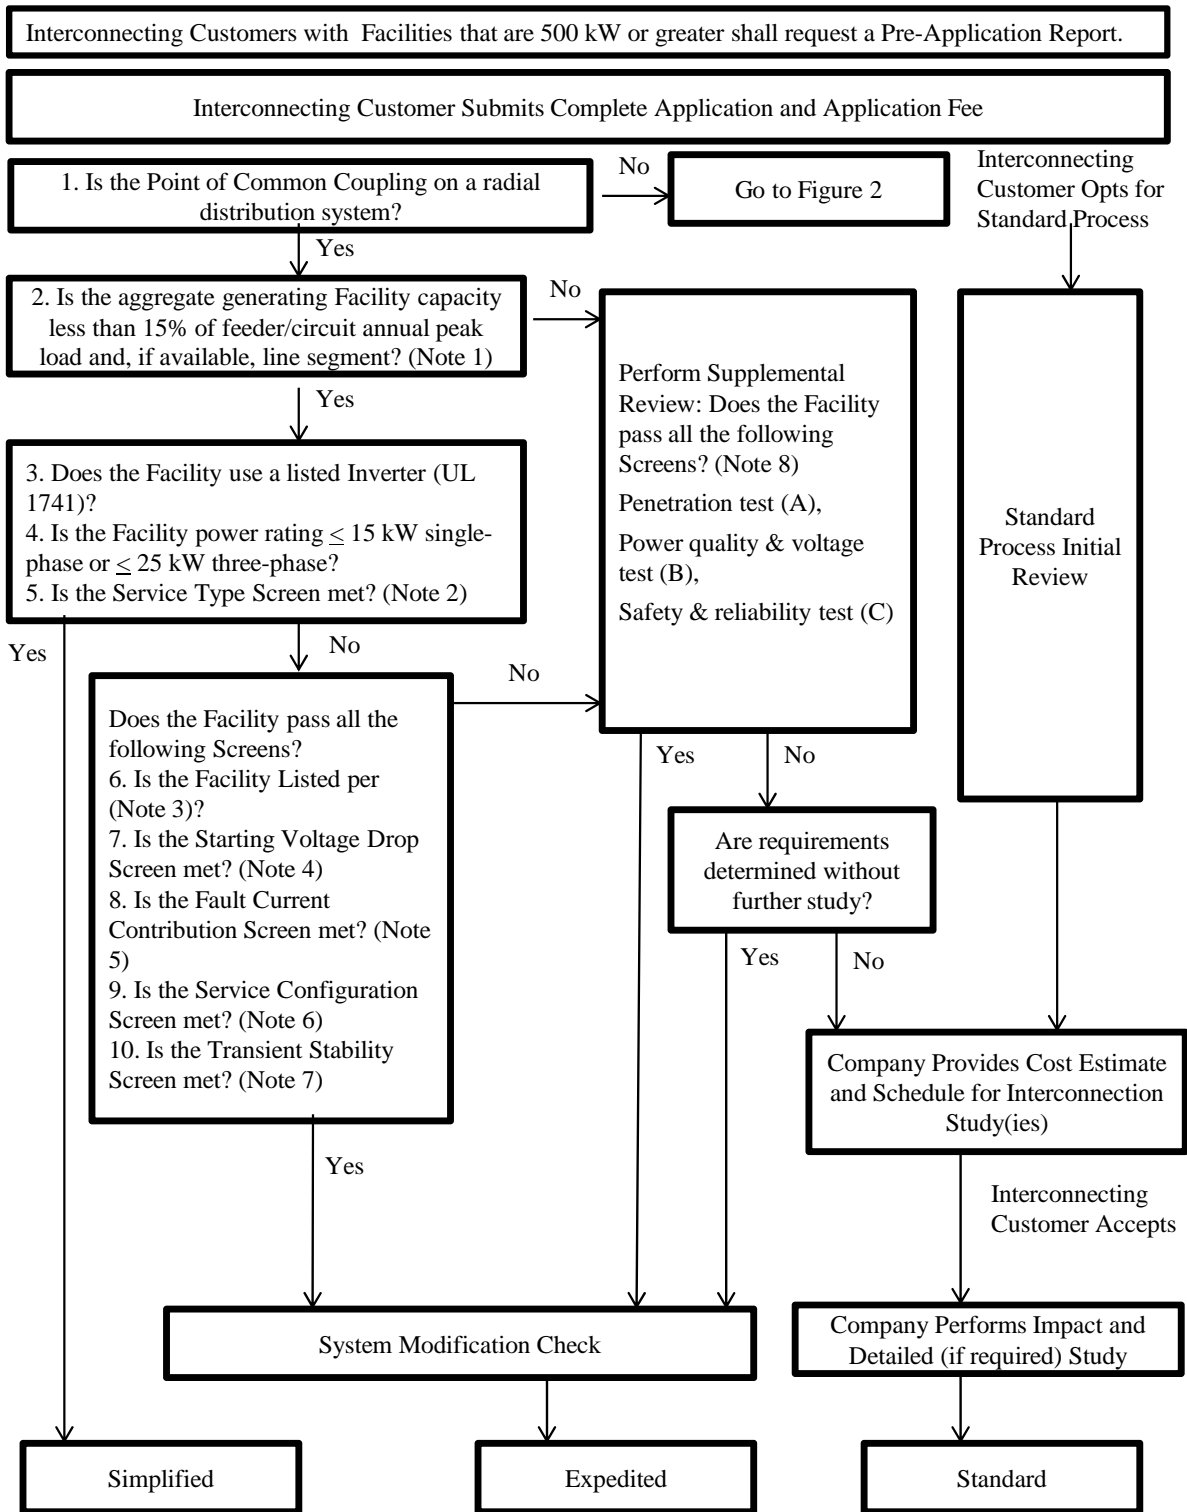 Interconnecting Customers with  Facilities that are 500 kW or greater shall request a Pre-Application Report.
Interconnecting Customer Submits Complete Application and Application Fee
1. Is the Point of Common Coupling on a radial
distribution system?
No
Go to Figure 2
Interconnecting
Customer Opts for
Standard Process
Yes
2. Is the aggregate generating Facility capacity
less than 15% of feeder/circuit annual peak
load and, if available, line segment? (Note 1)
No
Yes
Perform Supplemental
Review: Does the Facility
pass all the following
Screens? (Note 8)
Penetration test (A),
Power quality & voltage
test (B),
Safety & reliability test (C)
Standard
Process Initial
Review
3. Does the Facility use a listed Inverter (UL
1741)?
4. Is the Facility power rating ≤ 15 kW single-
phase or ≤ 25 kW three-phase?
5. Is the Service Type Screen met? (Note 2)
Yes
No
No
Does the Facility pass all the
following Screens?
6. Is the Facility Listed per
(Note 3)?
7. Is the Starting Voltage Drop
Screen met? (Note 4)
8. Is the Fault Current
Contribution Screen met? (Note
5)
9. Is the Service Configuration
Screen met? (Note 6)
10. Is the Transient Stability
Screen met? (Note 7)
Yes
No
Are requirements
determined without
further study?
Yes
No
Company Provides Cost Estimate
and Schedule for Interconnection
Study(ies)
Yes
Interconnecting
Customer Accepts
System Modification Check
Company Performs Impact and
Detailed (if required) Study
Simplified
Expedited
Standard